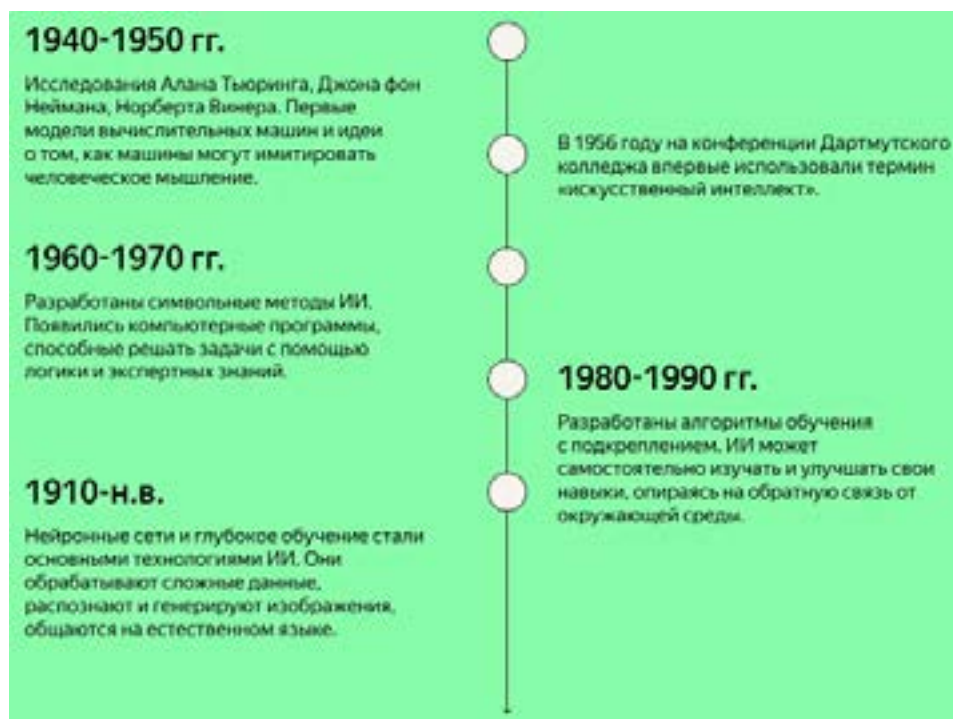 1940-1950 гг.
Исследования Алана Тьюринга, Джона фон
Неймана, Норберта Винера. Первые
модели вычислительных машин и идеи
о том, как машины могут имитировать
человеческое мышление.
В 1956 году на конференции Дартмутского
колледжа впервые использовали термин
«искусственный интеллект».
1960-1970 гг.
Разработаны символьные методы ИИ.
Появились компьютерные программы,
способные решать задачи с помощью
логики и экспертных знаний.
1980-1990 гг.
Разработаны алгоритмы обучения
с подкреплением. ИИ может
самостоятельно изучать и улучшать свои
навыки, опираясь на обратную связь от
окружающей среды.
1910-н.в.
Нейронные сети и глубокое обучение стали
основными технологиями ИИ. Они
обрабатывают сложные данные,
распознают и генерируют изображения,
общаются на естественном языке.